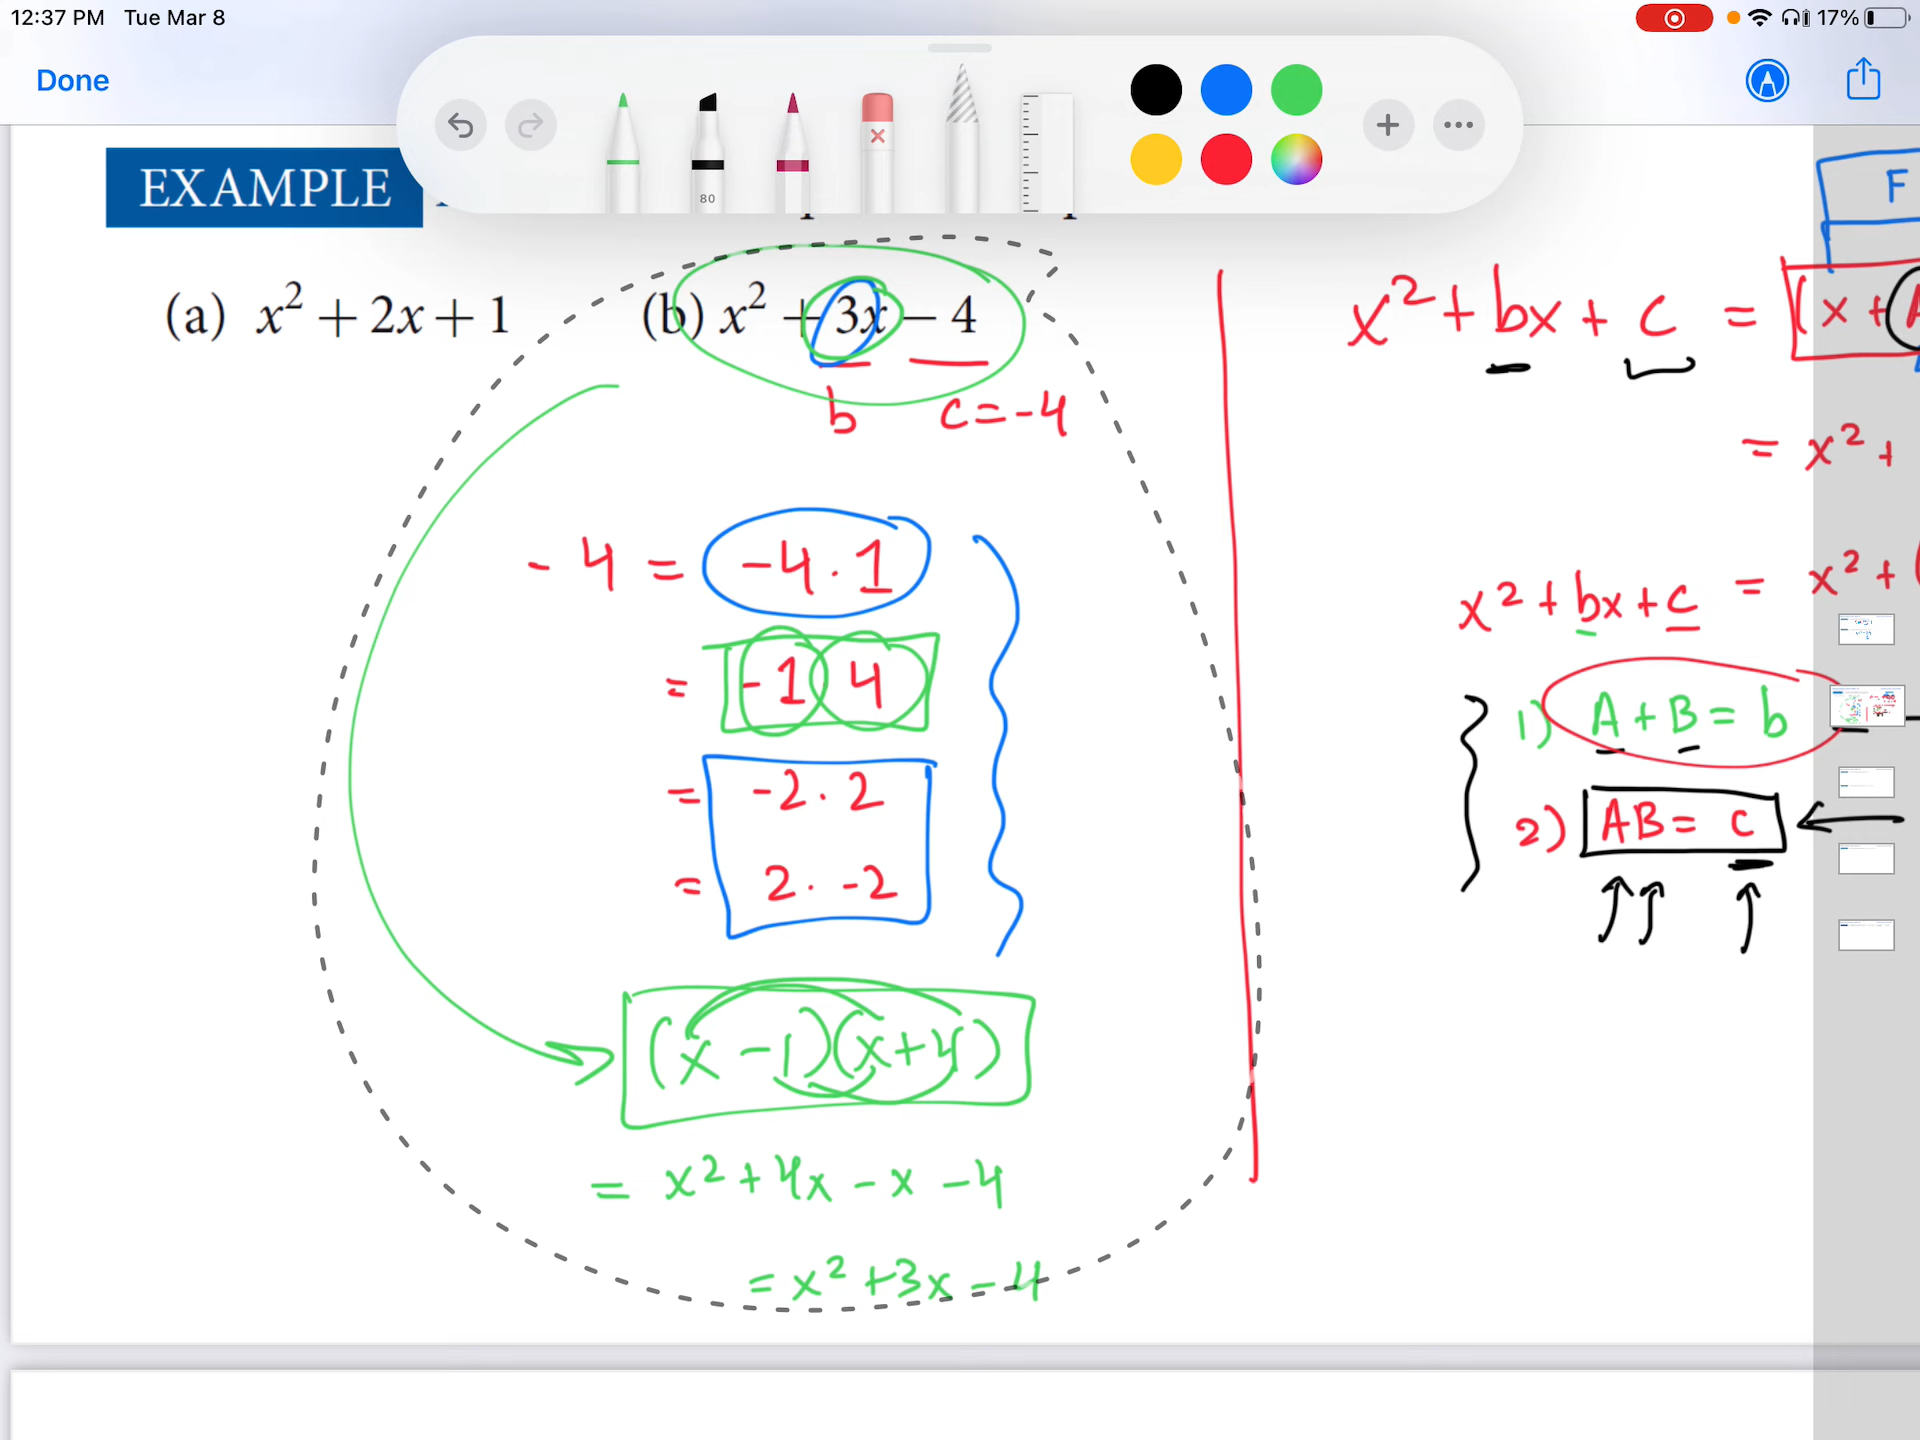 12:37 PM Tue Mar 8
17%
Done
80
EXAMPLE
F
(a) x² + 2x + 1
(b) x² + 3x − 4
b c = -4
- 4 = -4 · 1
= -1 4
= -2 · 2
= 2 · -2
(x - 1)(x + 4)
= x² + 4x - x - 4
= x² + 3x - 4
x² + bx + c = (x + A
= x² +
x² + bx + c = x² + (
1) A + B = b
2) AB = c